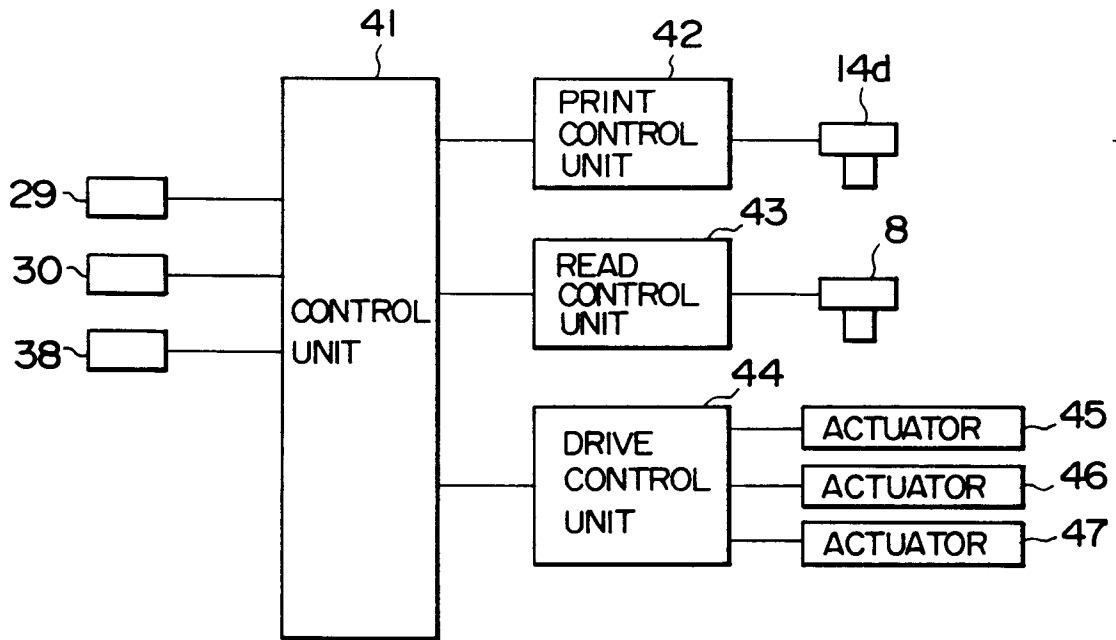 41
42
14d
PRINT
CONTROL
UNIT
29
43
8
30
READ
CONTROL
UNIT
CONTROL
UNIT
38
44
DRIVE
CONTROL
UNIT
ACTUATOR
45
ACTUATOR
46
ACTUATOR
47